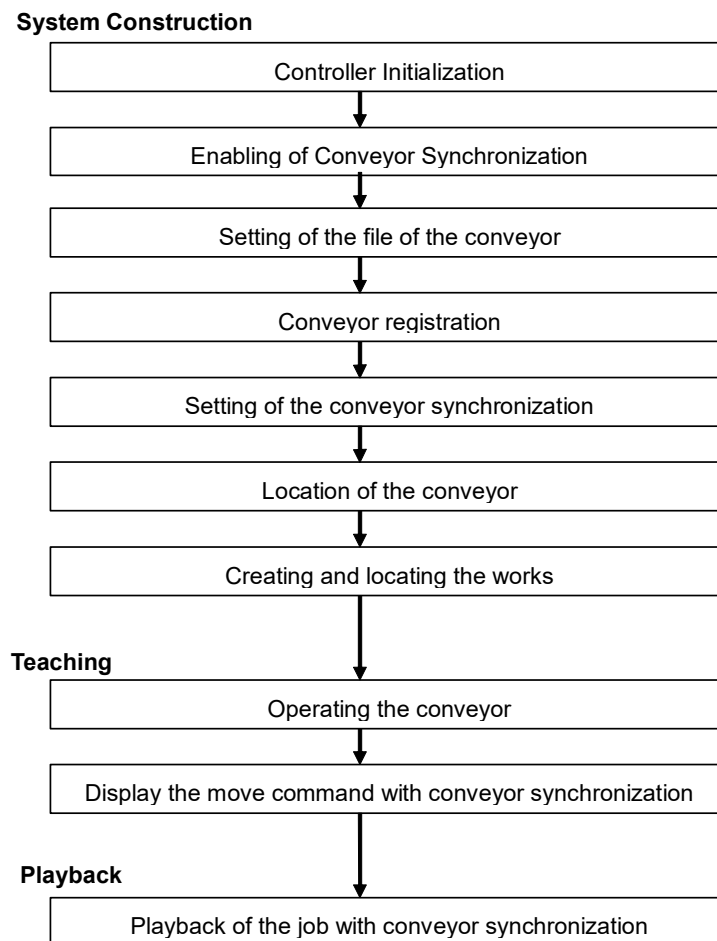 System Construction
Controller Initialization
Enabling of Conveyor Synchronization
Setting of the file of the conveyor
Conveyor registration
Setting of the conveyor synchronization
Location of the conveyor
Creating and locating the works
Teaching
Operating the conveyor
Display the move command with conveyor synchronization
Playback
Playback of the job with conveyor synchronization